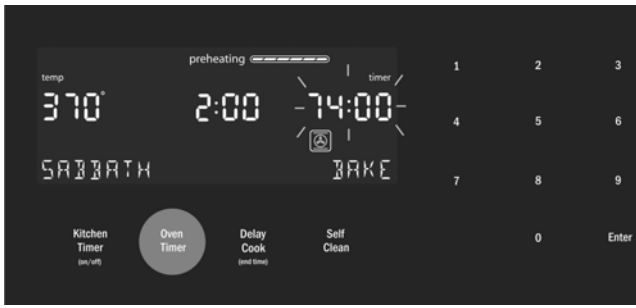 preheating
temp timer
370° 2:00 74:00
SABBATH BAKE
Kitchen Timer (on/off)
Oven Timer
Delay Cook (end time)
Self Clean
1 2 3
4 5 6
7 8 9
0 Enter